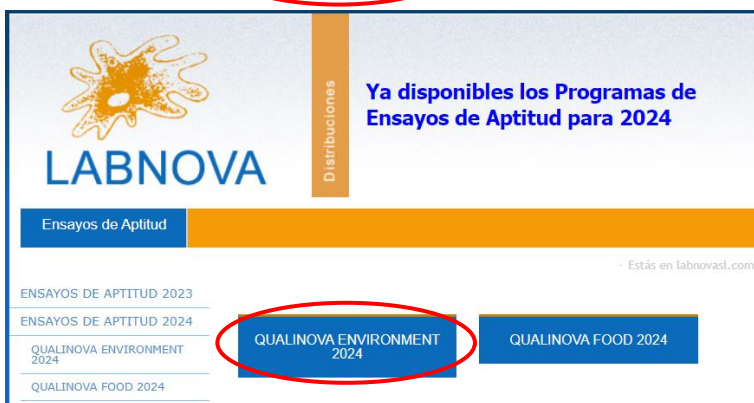 LABNOVA
Distribuciones
Ya disponibles los Programas de
Ensayos de Aptitud para 2024
Ensayos de Aptitud
· Estás en labnovasl.com
ENSAYOS DE APTITUD 2023
ENSAYOS DE APTITUD 2024
QUALINOVA ENVIRONMENT
2024
QUALINOVA FOOD 2024
QUALINOVA ENVIRONMENT
2024
QUALINOVA FOOD 2024